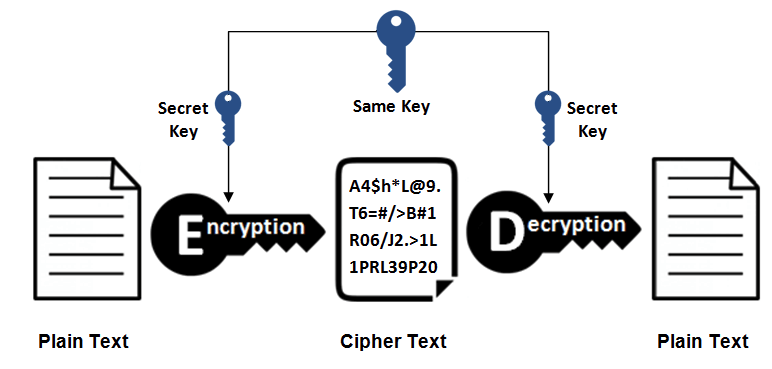 Same Key
Secret
Key
Secret
Key
Encryption
A4$h*L@9.
T6=#/>B#1
R06/J2.>1L
1PRL39P20
Decryption
Plain Text
Cipher Text
Plain Text